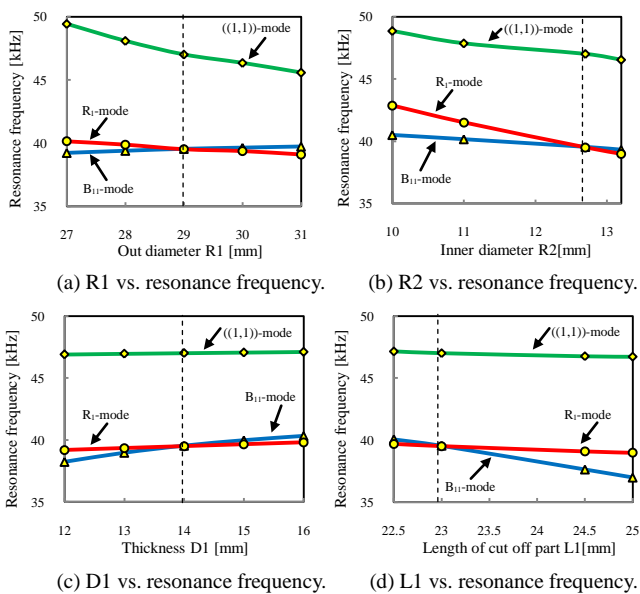 50
45
40
35
Resonance frequency [kHz]
((1,1))-mode
R1-mode
B11-mode
27 28 29 30 31
Out diameter R1 [mm]
(a) R1 vs. resonance frequency.
50
45
40
35
Resonance frequency [kHz]
((1,1))-mode
R1-mode
B11-mode
10 11 12 13
Inner diameter R2[mm]
(b) R2 vs. resonance frequency.
50
45
40
35
Resonance frequency [kHz]
((1,1))-mode
R1-mode
B11-mode
12 13 14 15 16
Thickness D1 [mm]
(c) D1 vs. resonance frequency.
50
45
40
35
Resonance frequency [kHz]
((1,1))-mode
R1-mode
B11-mode
22.5 23 23.5 24 24.5 25
Length of cut off part L1[mm]
(d) L1 vs. resonance frequency.